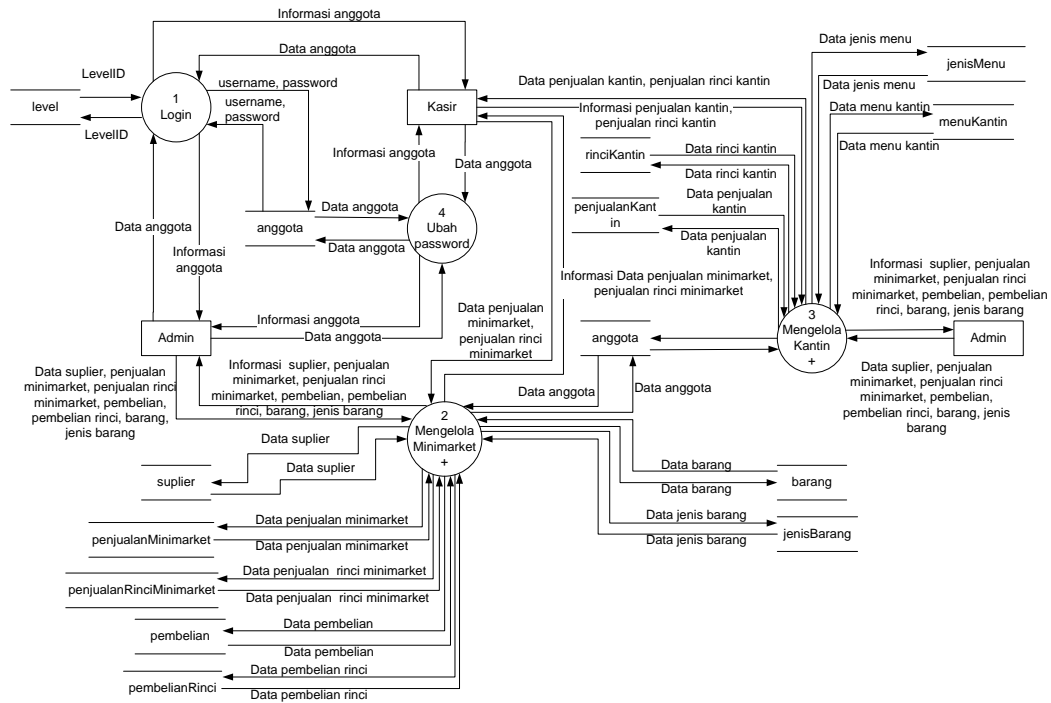 Informasi anggota
Data anggota
LevelID
level
LevelID
1
Login
username, password
username,
password
Kasir
Informasi anggota
Data anggota
Data anggota
anggota
Data anggota
4
Ubah
password
Data anggota
Informasi
anggota
Informasi anggota
Data anggota
Admin
Data penjualan kantin, penjualan rinci kantin
Informasi penjualan kantin,
penjualan rinci kantin
Data jenis menu
jenisMenu
Data jenis menu
Data menu kantin
menuKantin
Data menu kantin
rinciKantin
Data rinci kantin
Data rinci kantin
penjualanKant
in
Data penjualan
kantin
Data penjualan
kantin
Informasi Data penjualan minimarket,
penjualan rinci minimarket
Informasi  suplier, penjualan
minimarket, penjualan rinci
minimarket, pembelian, pembelian
rinci, barang, jenis barang
3
Mengelola
Kantin
+
Admin
Data suplier, penjualan
minimarket, penjualan rinci
minimarket, pembelian,
pembelian rinci, barang, jenis
barang
Data penjualan
minimarket,
penjualan rinci
minimarket
anggota
Data anggota
Data anggota
Data suplier, penjualan
minimarket, penjualan rinci
minimarket, pembelian,
pembelian rinci, barang,
jenis barang
Informasi  suplier, penjualan
minimarket, penjualan rinci
minimarket, pembelian, pembelian
rinci, barang, jenis barang
2
Mengelola
Minimarket
+
Data suplier
suplier
Data suplier
Data barang
barang
Data barang
Data jenis barang
jenisBarang
Data jenis barang
Data penjualan minimarket
penjualanMinimarket
Data penjualan minimarket
Data penjualan  rinci minimarket
penjualanRinciMinimarket
Data penjualan  rinci minimarket
Data pembelian
pembelian
Data pembelian
Data pembelian rinci
pembelianRinci
Data pembelian rinci